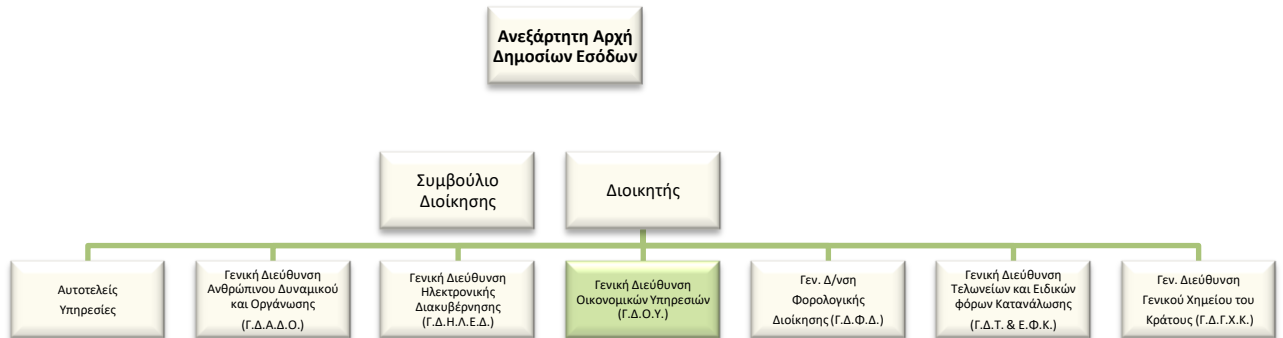 Ανεξάρτητη Αρχή
Δημοσίων Εσόδων
Συμβούλιο
Διοίκησης
Διοικητής
Αυτοτελείς
Υπηρεσίες
Γενική Διεύθυνση
Ανθρώπινου Δυναμικού
και Οργάνωσης
(Γ.Δ.Α.Δ.Ο.)
Γενική Διεύθυνση
Ηλεκτρονικής
Διακυβέρνησης
(Γ.Δ.Η.Λ.Ε.Δ.)
Γενική Διεύθυνση
Οικονομικών Υπηρεσιών
(Γ.Δ.Ο.Υ.)
Γεν. Δ/νση
Φορολογικής
Διοίκησης (Γ.Δ.Φ.Δ.)
Γενική Διεύθυνση
Τελωνείων και Ειδικών
φόρων Κατανάλωσης
(Γ.Δ.Τ. & Ε.Φ.Κ.)
Γεν. Διεύθυνση
Γενικού Χημείου του
Κράτους (Γ.Δ.Γ.Χ.Κ.)